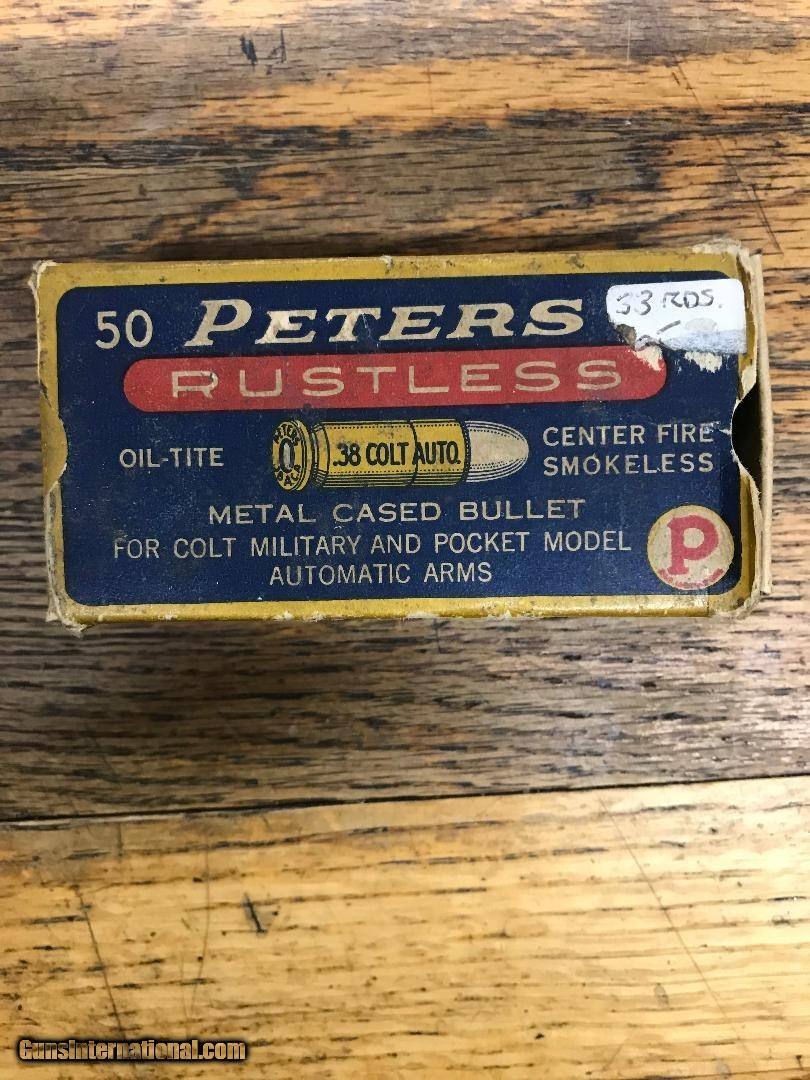 50 PETERS 33 RDS.
RUSTLESS
OIL-TITE
.38 COLT AUTO.
CENTER FIRE
SMOKELESS
METAL CASED BULLET
FOR COLT MILITARY AND POCKET MODEL
AUTOMATIC ARMS
P
GunsInternational.com